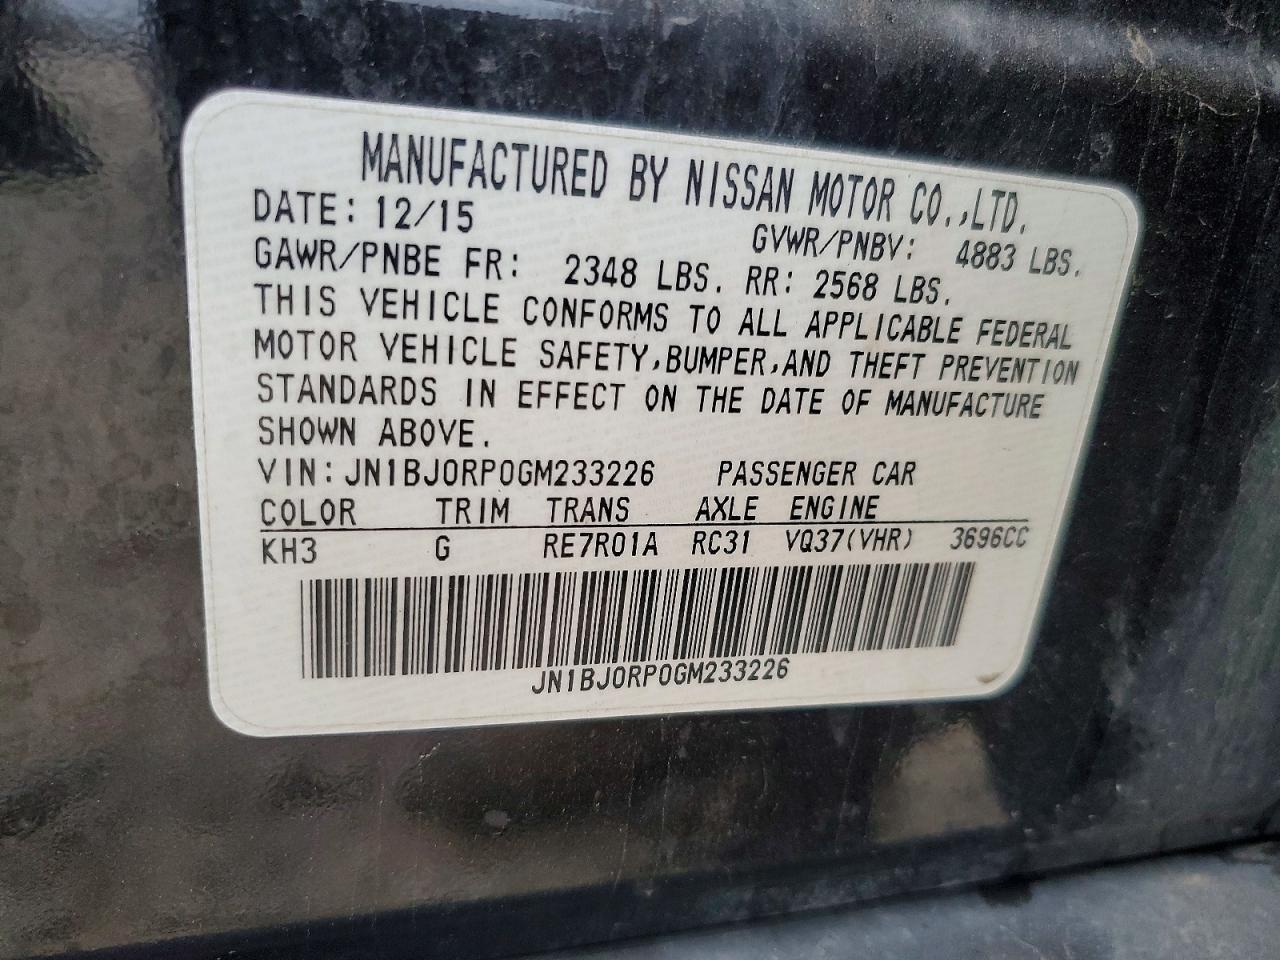 MANUFACTURED BY NISSAN MOTOR CO.,LTD.
DATE: 12/15 GVWR/PNBV: 4883 LBS.
GAWR/PNBE FR: 2348 LBS. RR: 2568 LBS.
THIS VEHICLE CONFORMS TO ALL APPLICABLE FEDERAL
MOTOR VEHICLE SAFETY,BUMPER,AND THEFT PREVENTION
STANDARDS IN EFFECT ON THE DATE OF MANUFACTURE
SHOWN ABOVE.
VIN:JN1BJ0RP0GM233226 PASSENGER CAR
COLOR TRIM TRANS AXLE ENGINE
KH3 G RE7R01A RC31 VQ37(VHR) 3696CC
JN1BJ0RP0GM233226